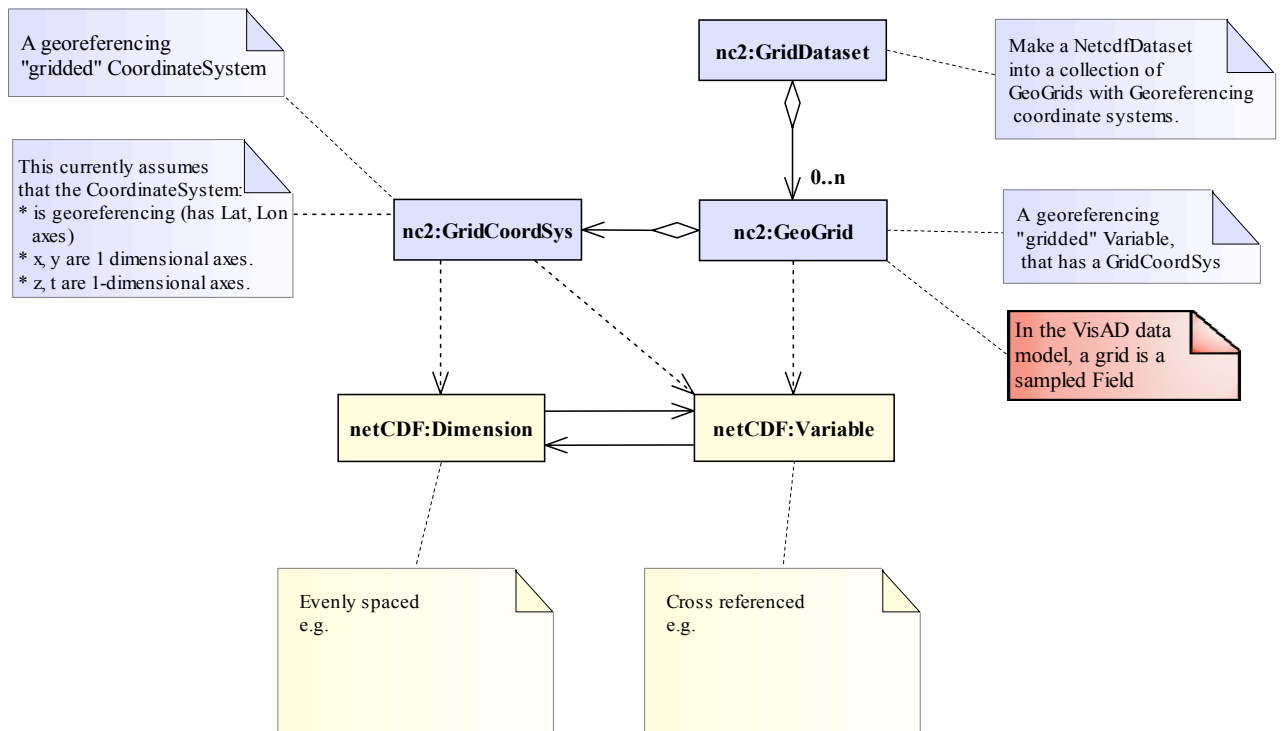 A georeferencing
"gridded" CoordinateSystem
nc2:GridDataset
Make a NetcdfDataset
into a collection of
GeoGrids with Georeferencing
coordinate systems.
This currently assumes
that the CoordinateSystem:
* is georeferencing (has Lat, Lon
axes)
* x, y are 1 dimensional axes.
* z, t are 1-dimensional axes.
0..n
nc2:GridCoordSys
nc2:GeoGrid
A georeferencing
"gridded" Variable,
that has a GridCoordSys
In the VisAD data
model, a grid is a
sampled Field
netCDF:Dimension
netCDF:Variable
Evenly spaced
e.g.
Cross referenced
e.g.